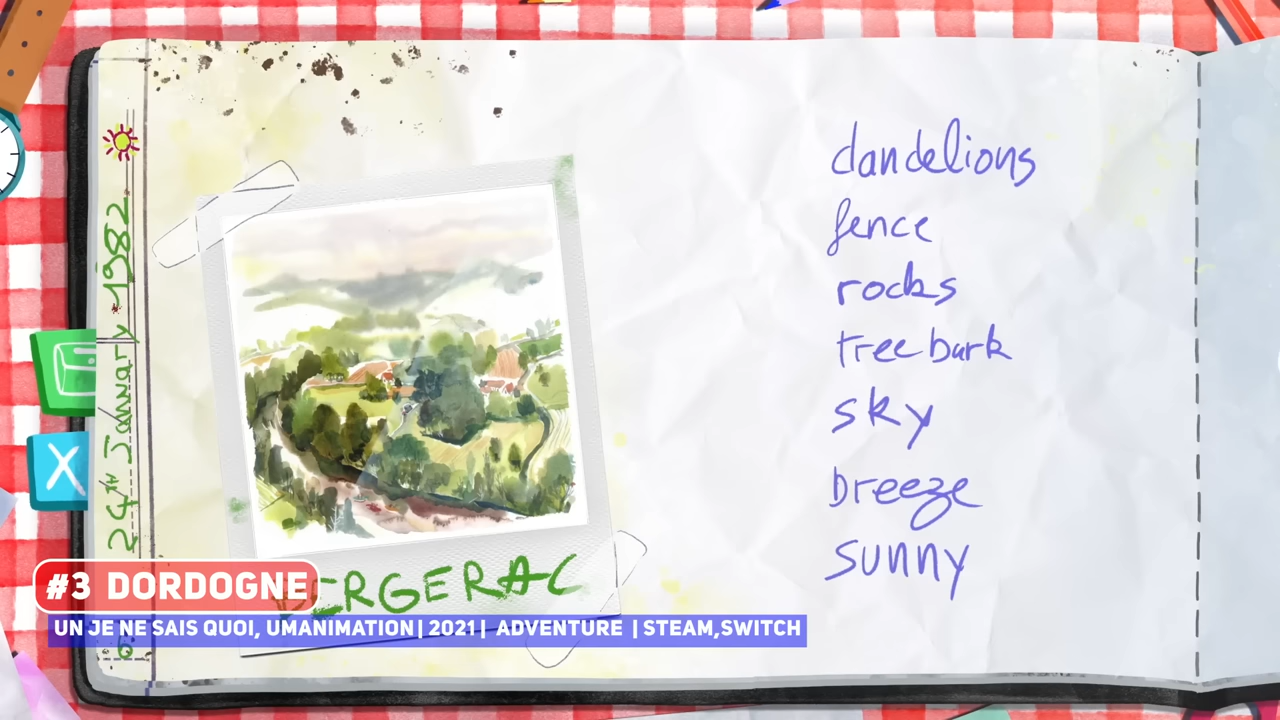 24TH January 1982
dandelions
fence
rocks
tree bark
sky
breeze
sunny
X
BERGERAC
#3 DORDOGNE
UN JE NE SAIS QUOI, UMANIMATION | 2021 | ADVENTURE | STEAM,SWITCH